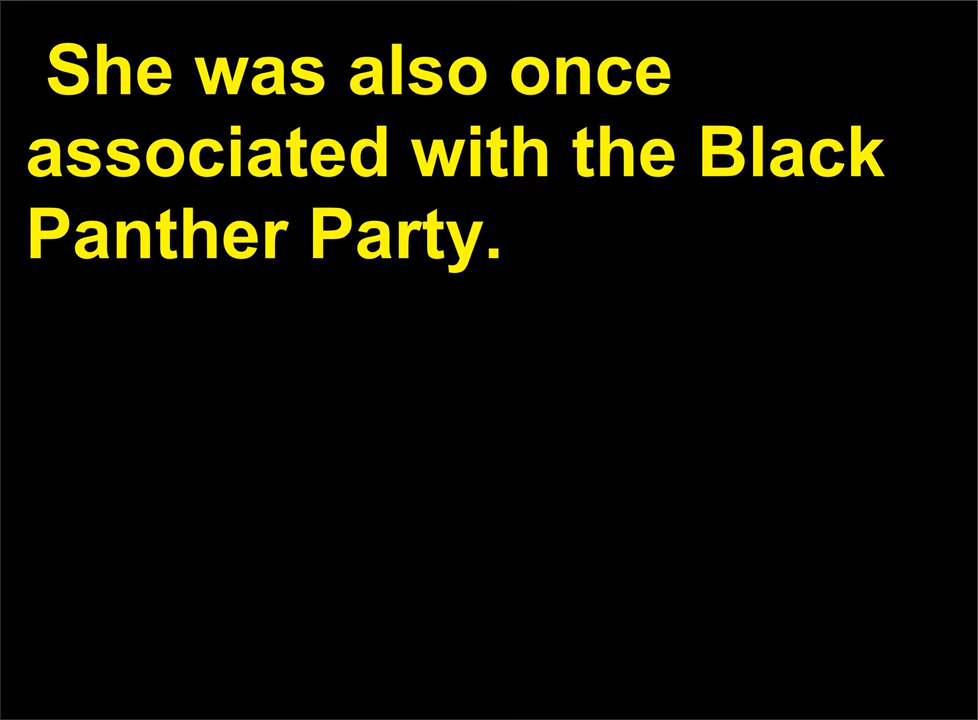 She was also once
associated with the Black
Panther Party.